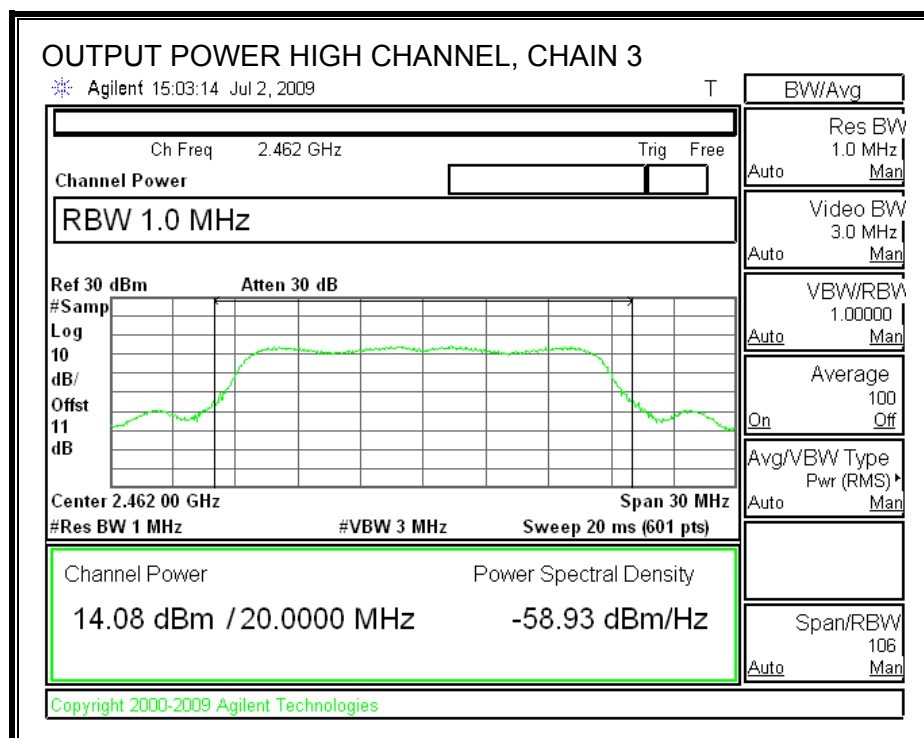 OUTPUT POWER HIGH CHANNEL, CHAIN 3
Agilent 15:03:14 Jul 2, 2009 T
Ch Freq 2.462 GHz Trig Free
Channel Power
RBW 1.0 MHz
Ref 30 dBm Atten 30 dB
#Samp
Log
10
dB/
Offst
11
dB
Center 2.462 00 GHz Span 30 MHz
#Res BW 1 MHz #VBW 3 MHz Sweep 20 ms (601 pts)
Channel Power Power Spectral Density
14.08 dBm / 20.0000 MHz -58.93 dBm/Hz
Copyright 2000-2009 Agilent Technologies
BW/Avg
Res BW
1.0 MHz
Auto Man
Video BW
3.0 MHz
Auto Man
VBW/RBW
1.00000
Auto Man
Average
100
On Off
Avg/VBW Type
Pwr (RMS)
Auto Man
Span/RBW
106
Auto Man